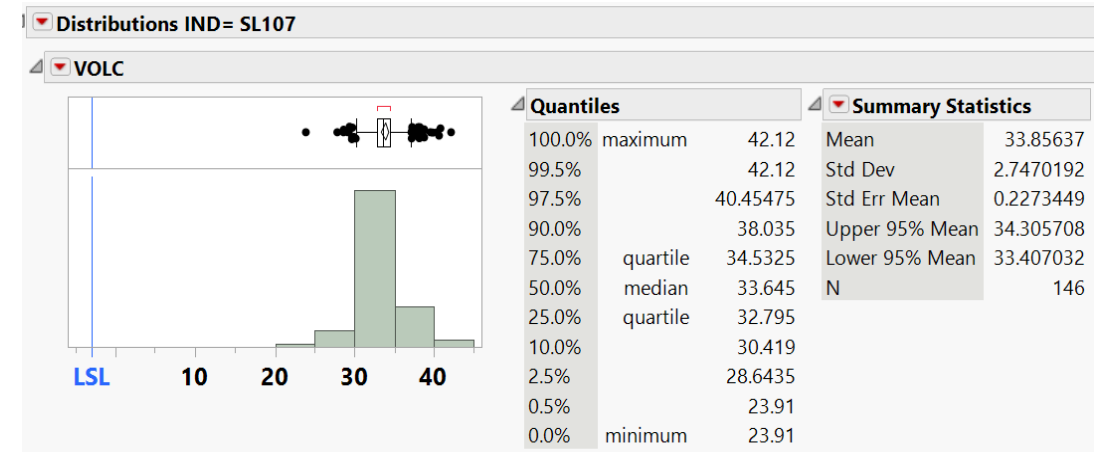 Distributions IND= SL107
VOLC
LSL 10 20 30 40
Quantiles
100.0% maximum 42.12
99.5% 42.12
97.5% 40.45475
90.0% 38.035
75.0% quartile 34.5325
50.0% median 33.645
25.0% quartile 32.795
10.0% 30.419
2.5% 28.6435
0.5% 23.91
0.0% minimum 23.91
Summary Statistics
Mean 33.85637
Std Dev 2.7470192
Std Err Mean 0.2273449
Upper 95% Mean 34.305708
Lower 95% Mean 33.407032
N 146